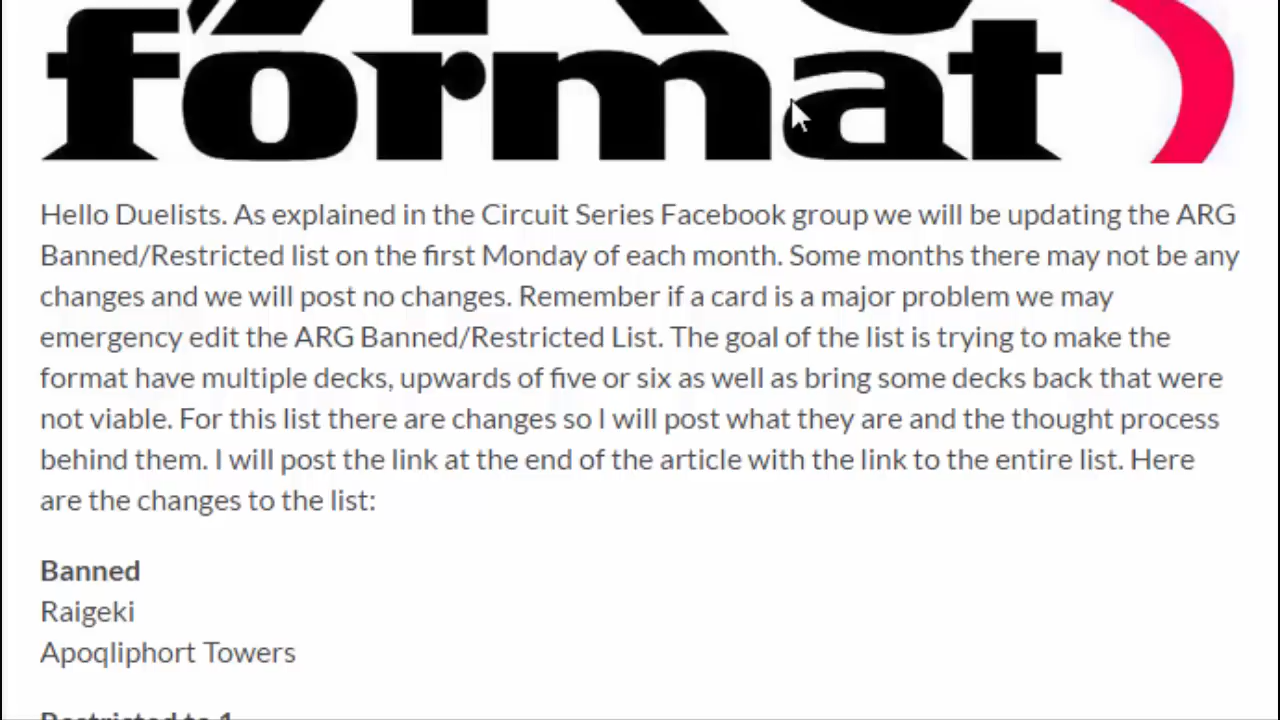 format
Hello Duelists. As explained in the Circuit Series Facebook group we will be updating the ARG
Banned/Restricted list on the first Monday of each month. Some months there may not be any
changes and we will post no changes. Remember if a card is a major problem we may
emergency edit the ARG Banned/Restricted List. The goal of the list is trying to make the
format have multiple decks, upwards of five or six as well as bring some decks back that were
not viable. For this list there are changes so I will post what they are and the thought process
behind them. I will post the link at the end of the article with the link to the entire list. Here
are the changes to the list:
Banned
Raigeki
Apoqliphort Towers
Restricted to 1